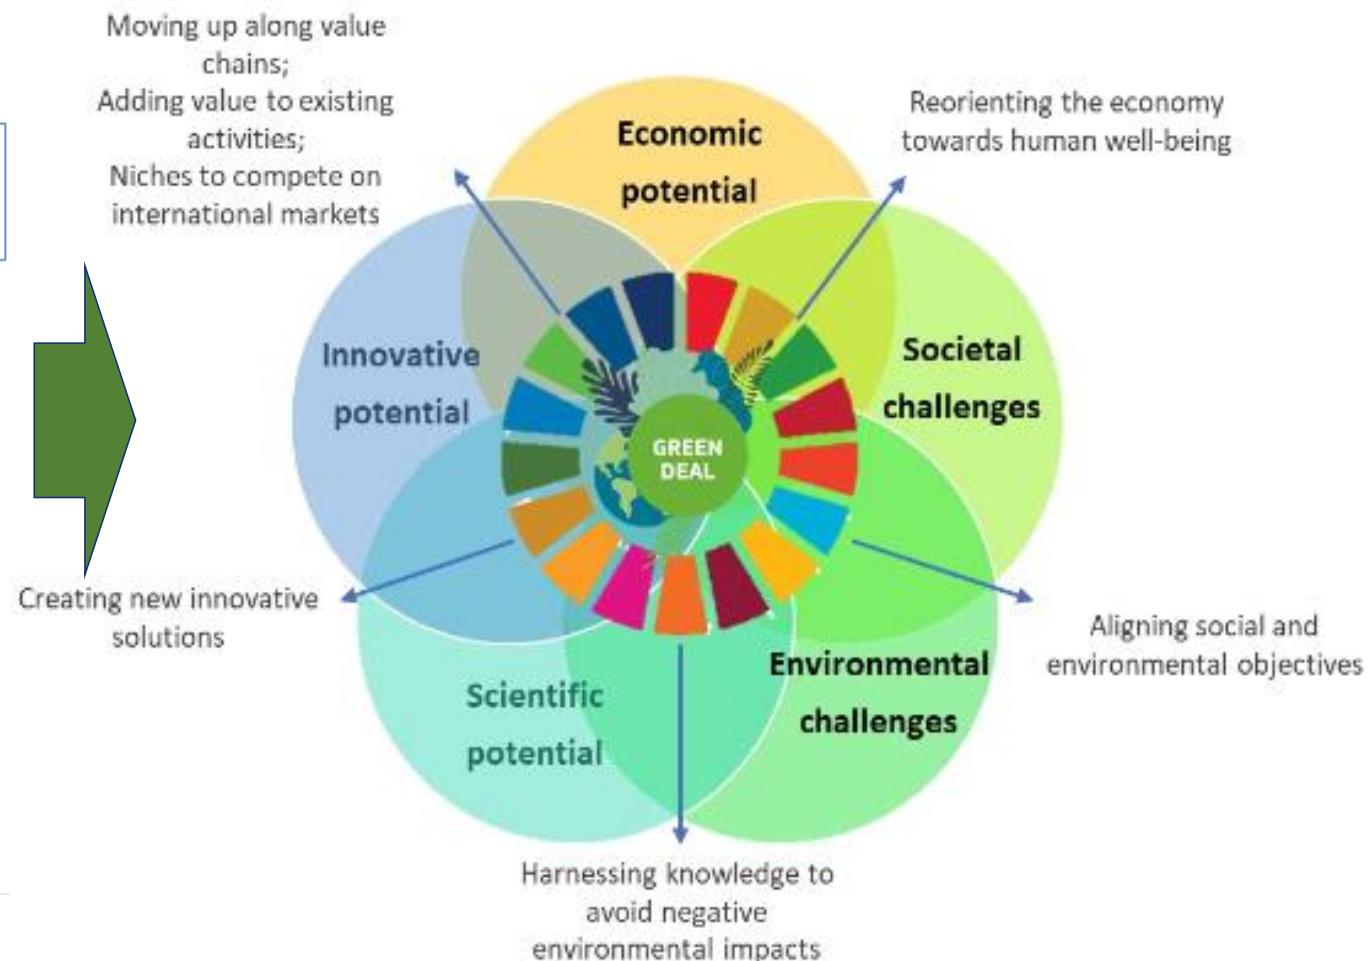 Moving up along value
chains;
Adding value to existing
activities;
Niches to compete on
international markets
Economic
potential
Reorienting the economy
towards human well-being
Innovative
potential
Societal
challenges
GREEN
DEAL
Creating new innovative
solutions
Aligning social and
environmental objectives
Scientific
potential
Environmental
challenges
Harnessing knowledge to
avoid negative
environmental impacts